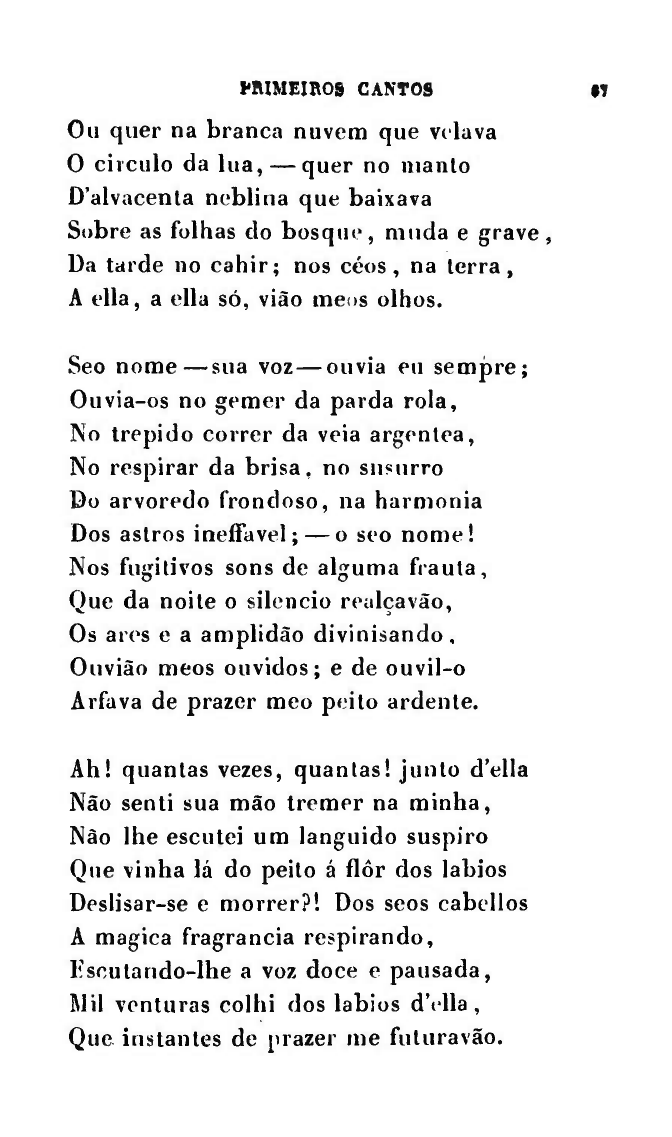 PRIMEIROS CANTOS 67
Ou quer na branca nuvem que velava
O circulo da lua, — quer no manto
D'alvacenta neblina que baixava
Sobre as folhas do bosque, muda e grave,
Da tarde no cahir; nos céos, na terra,
A ella, a ella só, vião meos olhos.

Seo nome — sua voz — ouvia eu sempre;
Ouvia-os no gemer da parda rola,
No trepido correr da veia argentea,
No respirar da brisa, no susurro
Do arvoredo frondoso, na harmonia
Dos astros ineffavel; — o seo nome!
Nos fugitivos sons de alguma frauta,
Que da noite o silencio realçavão,
Os ares e a amplidão divinisando,
Ouvião meos ouvidos; e de ouvil-o
Arfava de prazer meo peito ardente.

Ah! quantas vezes, quantas! junto d'ella
Não senti sua mão tremer na minha,
Não lhe escutei um languido suspiro
Que vinha lá do peito á flôr dos labios
Deslisar-se e morrer?! Dos seos cabellos
A magica fragrancia respirando,
Escutando-lhe a voz doce e pausada,
Mil venturas colhi dos labios d'ella,
Que instantes de prazer me futuravão.